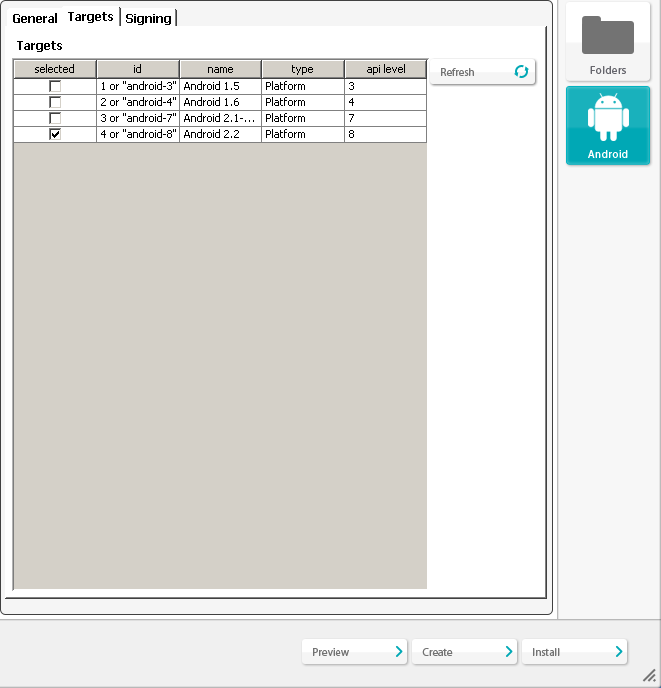 General Targets Signing
Targets
selected id name type api level
1 or "android-3" Android 1.5 Platform 3
2 or "android-4" Android 1.6 Platform 4
3 or "android-7" Android 2.1-... Platform 7
4 or "android-8" Android 2.2 Platform 8
Refresh
Folders
Android
Preview Create Install